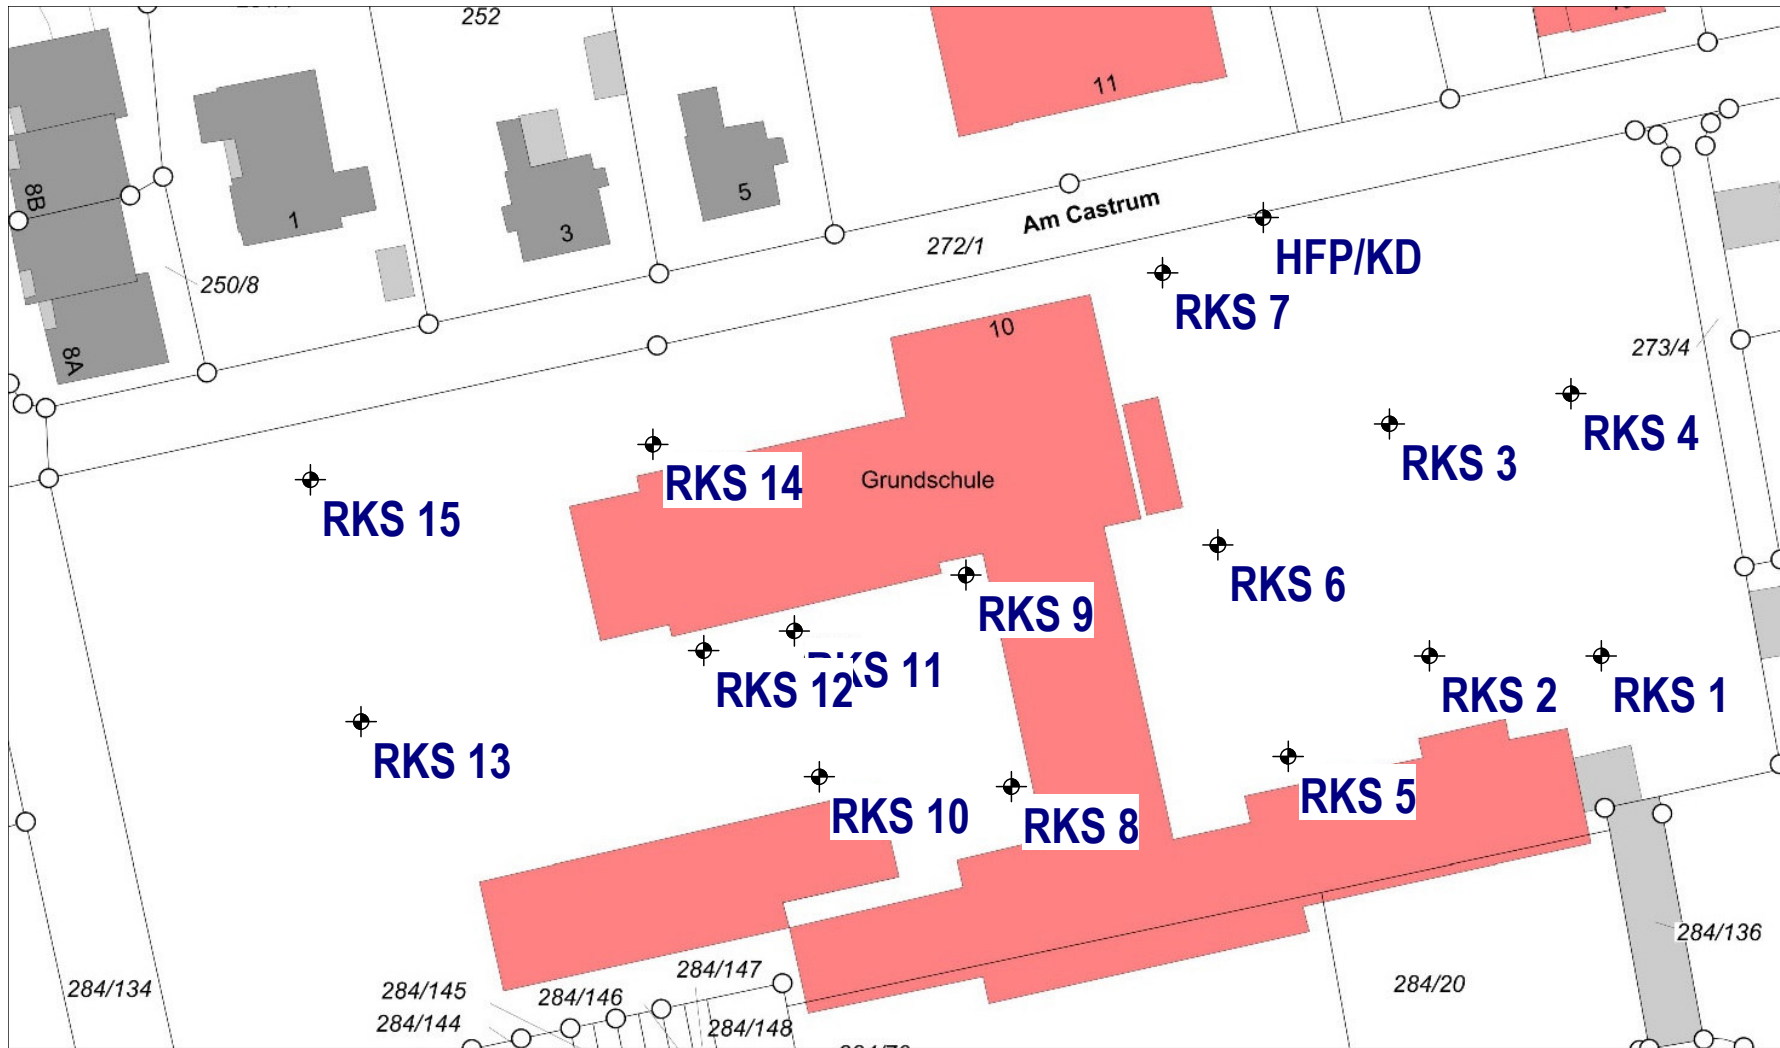 252
11
8B
1
3
5
250/8
272/1
Am Castrum
HFP/KD
RKS 7
10
273/4
8A
RKS 4
RKS 3
RKS 14
Grundschule
RKS 15
RKS 6
RKS 9
RKS 11
RKS 12
RKS 2
RKS 1
RKS 13
RKS 5
RKS 10
RKS 8
284/136
284/147
284/134
284/145
284/146
284/20
284/144
284/148